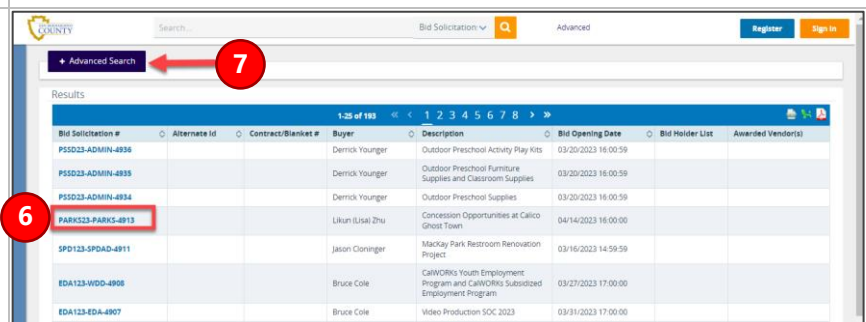 COUNTY
Search...
Bid Solicitation
Advanced
Register
Sign In
+ Advanced Search
7
Results
1-25 of 193 « < 1 2 3 4 5 6 7 8 > »
Bid Solicitation # Alternate Id Contract/Blanket # Buyer Description Bid Opening Date Bid Holder List Awarded Vendor(s)
PSSD23-ADMIN-4936 Derrick Younger Outdoor Preschool Activity Play Kits 03/20/2023 16:00:59
PSSD23-ADMIN-4935 Derrick Younger Outdoor Preschool Furniture
Supplies and Classroom Supplies 03/20/2023 16:00:59
PSSD23-ADMIN-4934 Derrick Younger Outdoor Preschool Supplies 03/20/2023 16:00:59
6
PARKS23-PARKS-4913 Likun (Lisa) Zhu Concession Opportunities at Calico
Ghost Town 04/14/2023 16:00:00
SPD123-SPDAD-4911 Jason Cloninger MacKay Park Restroom Renovation
Project 03/16/2023 14:59:59
EDA123-WDD-4908 Bruce Cole CalWORKs Youth Employment
Program and CalWORKs Subsidized
Employment Program 03/27/2023 17:00:00
EDA123-EDA-4907 Bruce Cole Video Production SOC 2023 03/31/2023 17:00:00